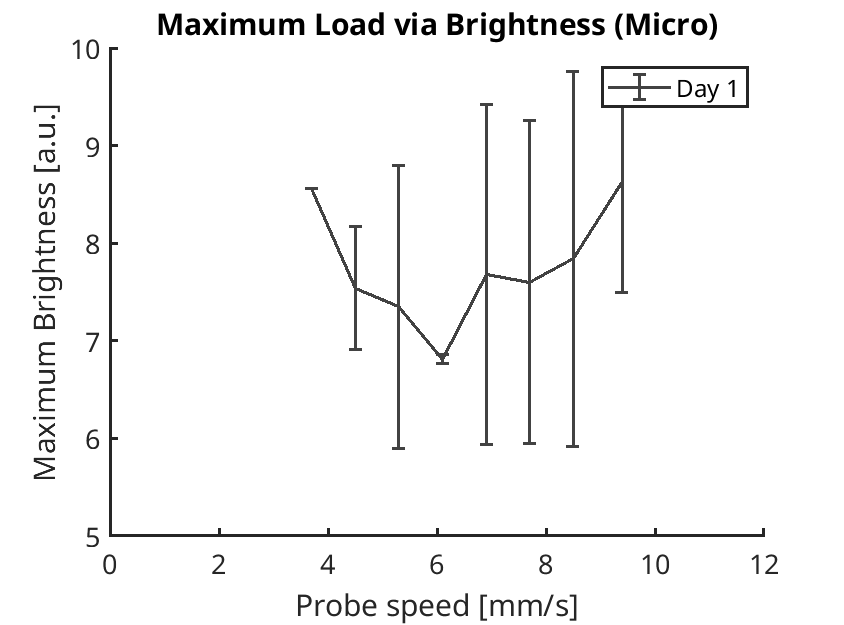 Maximum Load via Brightness (Micro)
Day 1
Maximum Brightness [a.u.]
10
9
8
7
6
5
0 2 4 6 8 10 12
Probe speed [mm/s]